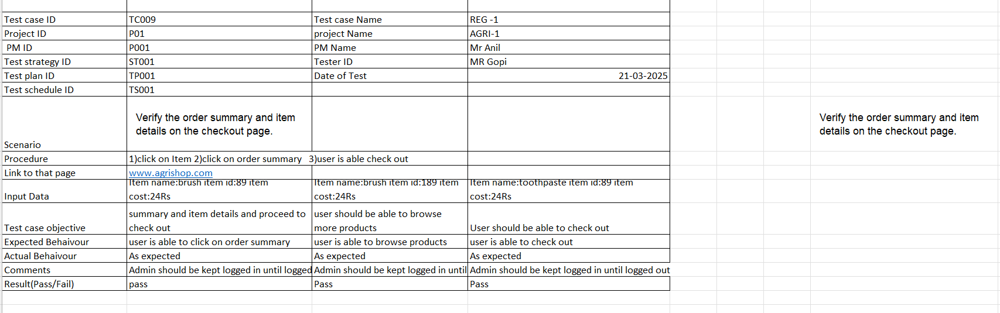 Test case ID TC009 Test case Name REG -1
Project ID P01 project Name AGRI-1
PM ID P001 PM Name Mr Anil
Test strategy ID ST001 Tester ID MR Gopi
Test plan ID TP001 Date of Test 21-03-2025
Test schedule ID TS001
Verify the order summary and item
details on the checkout page.
Verify the order summary and item
details on the checkout page.
Scenario
Procedure 1)click on Item 2)click on order summary 3)user is able check out
Link to that page www.agrishop.com
Item name:brush item id:89 item
cost:24Rs
Item name:brush item id:189 item
cost:24Rs
Item name:toothpaste item id:89 item
cost:24Rs
Input Data
summary and item details and proceed to
check out
user should be able to browse
more products
User should be able to check out
Test case objective
Expected Behaivour user is able to click on order summary user is able to browse products user is able to check out
Actual Behaivour As expected As expected As expected
Comments Admin should be kept logged in until logged Admin should be kept logged in until Admin should be kept logged in until logged out
Result(Pass/Fail) pass Pass Pass